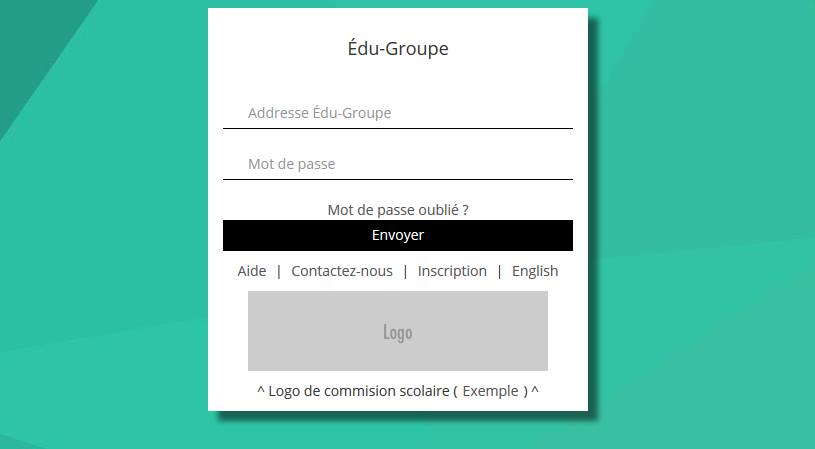 Édu-Groupe
Addresse Édu-Groupe
Mot de passe
Mot de passe oublié ?
Envoyer
Aide | Contactez-nous | Inscription | English
Logo
^ Logo de commision scolaire ( Exemple ) ^